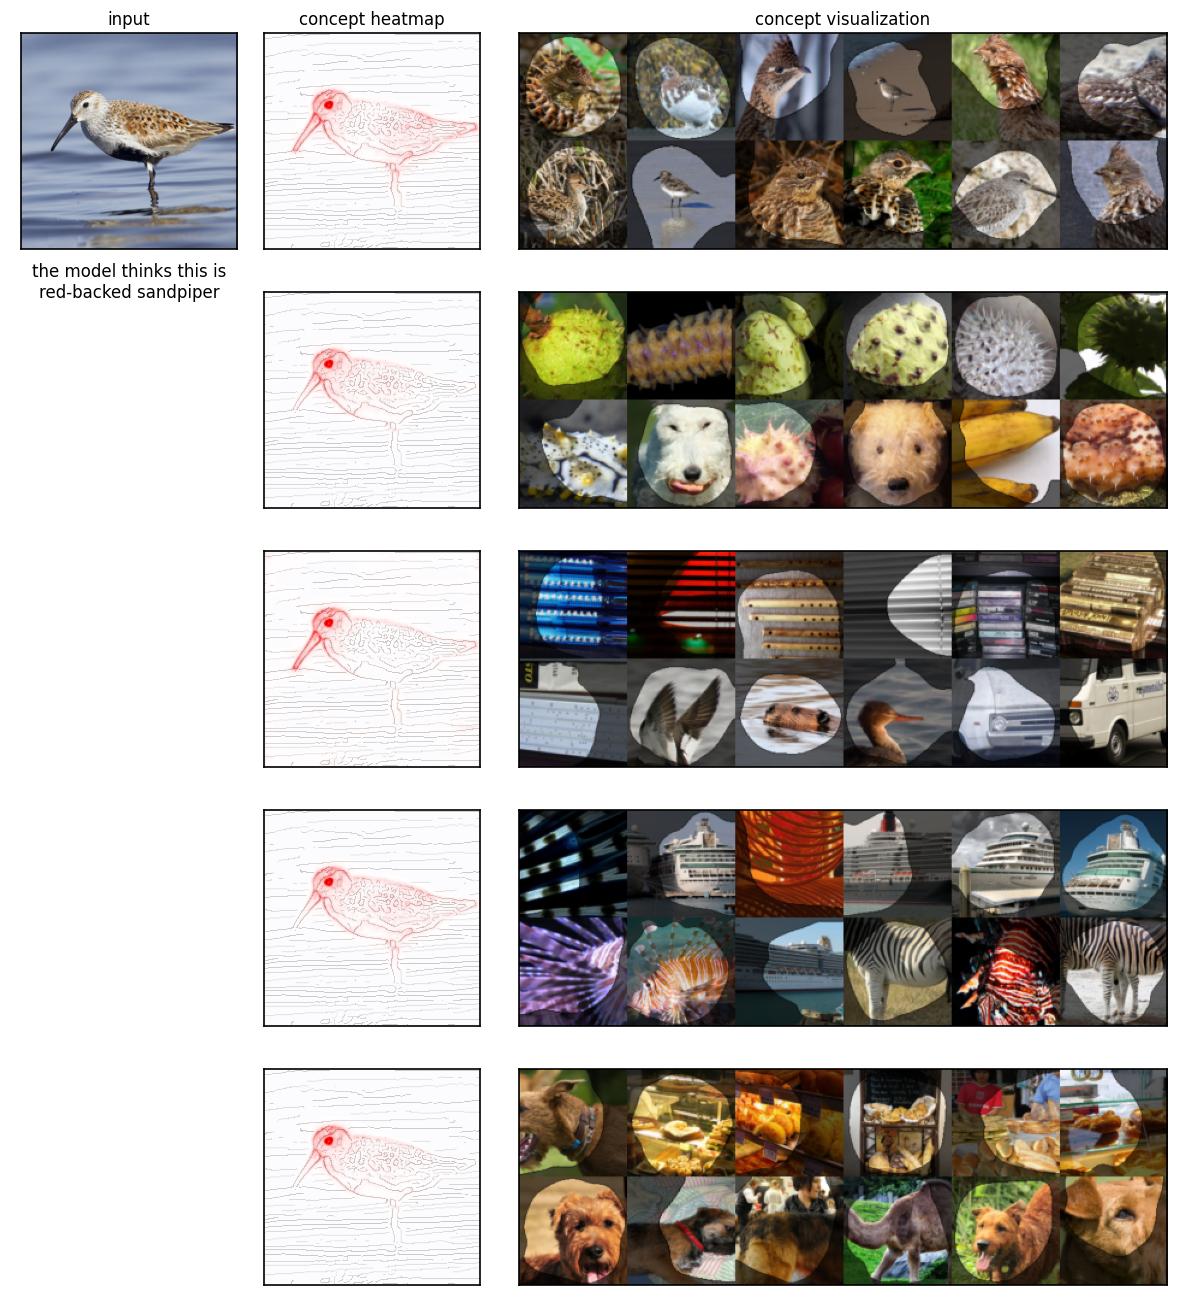 input
concept heatmap
concept visualization
the model thinks this is
red-backed sandpiper